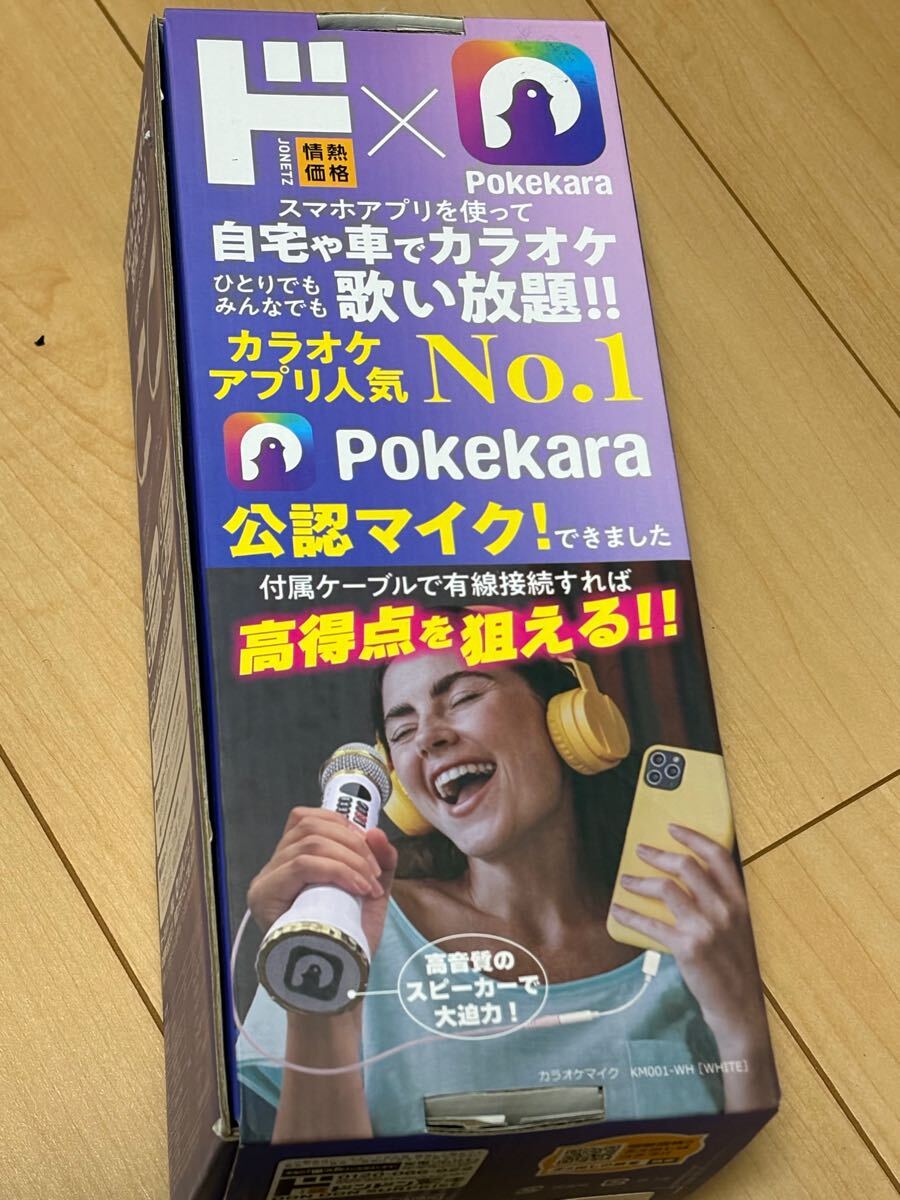 ド×
JONETZ
情熱
価格
Pokekara
スマホアプリを使って
自宅や車でカラオケ
ひとりでも
みんなでも
歌い放題!!
カラオケ
アプリ人気
No.1
Pokekara
公認マイク!できました
付属ケーブルで有線接続すれば
高得点を狙える!!
高音質の
スピーカーで
大迫力!
カラオケマイク KM001-WH [WHITE]